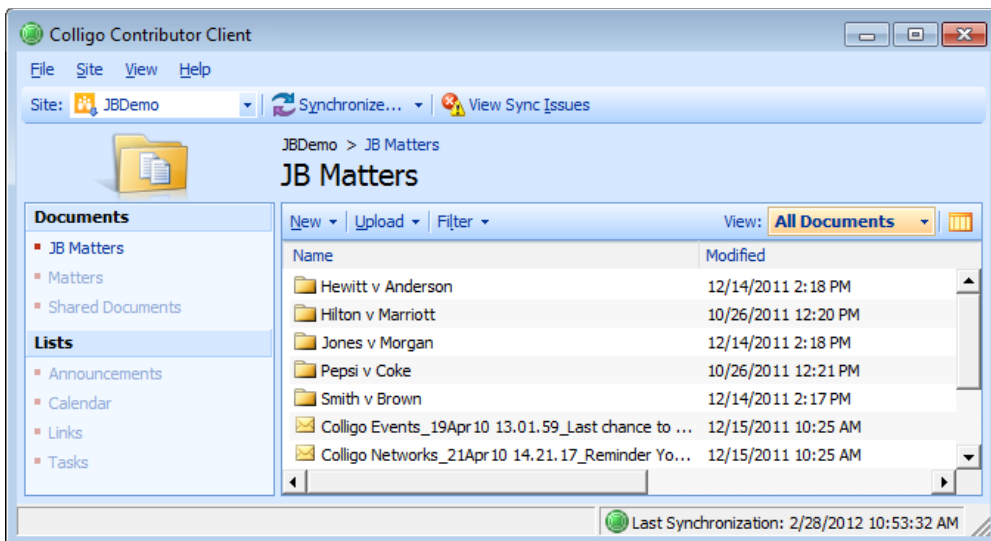 Colligo Contributor Client
File Site View Help
Site: JBDemo Synchronize... View Sync Issues
JBDemo > JB Matters
JB Matters
Documents
JB Matters
Matters
Shared Documents
Lists
Announcements
Calendar
Links
Tasks
New Upload Filter View: All Documents
Name Modified
Hewitt v Anderson 12/14/2011 2:18 PM
Hilton v Marriott 10/26/2011 12:20 PM
Jones v Morgan 12/14/2011 2:18 PM
Pepsi v Coke 10/26/2011 12:21 PM
Smith v Brown 12/14/2011 2:17 PM
Colligo Events_19Apr10 13.01.59_Last chance to ... 12/15/2011 10:25 AM
Colligo Networks_21Apr10 14.21.17_Reminder Yo... 12/15/2011 10:25 AM
Last Synchronization: 2/28/2012 10:53:32 AM